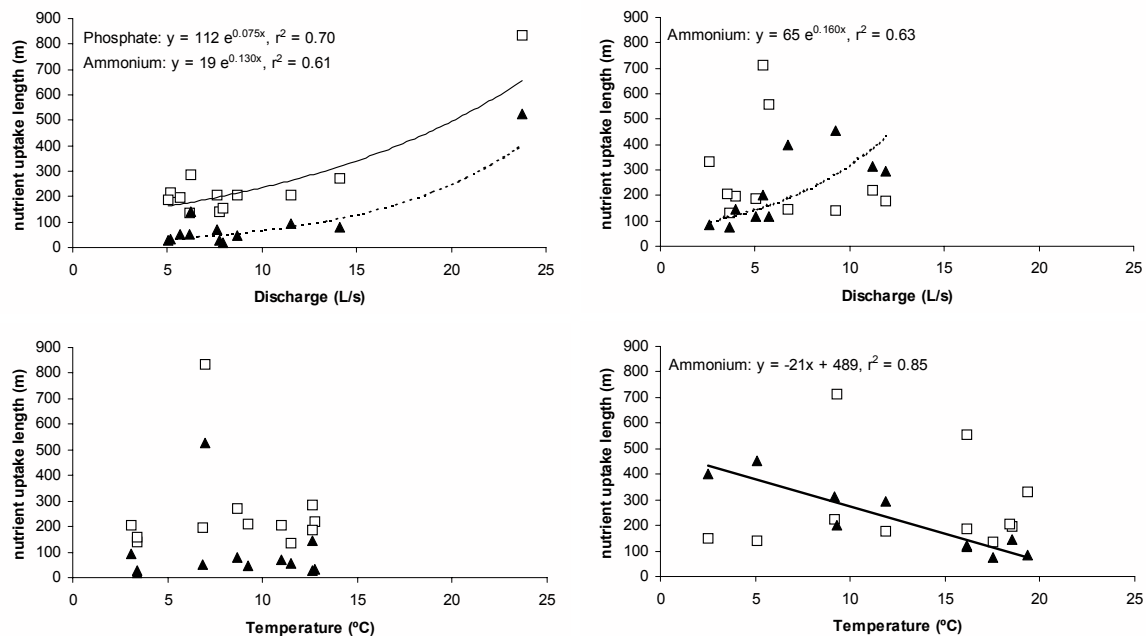 900
800
700
600
500
400
300
200
100
0
nutrient uptake length (m)
Phosphate: y = 112 e^0.075x, r² = 0.70
Ammonium: y = 19 e^0.130x, r² = 0.61
0 5 10 15 20 25
Discharge (L/s)
900
800
700
600
500
400
300
200
100
0
nutrient uptake length (m)
Ammonium: y = 65 e^0.160x, r² = 0.63
0 5 10 15 20 25
Discharge (L/s)
900
800
700
600
500
400
300
200
100
0
nutrient uptake length (m)
0 5 10 15 20 25
Temperature (ºC)
900
800
700
600
500
400
300
200
100
0
nutrient uptake length (m)
Ammonium: y = -21x + 489, r² = 0.85
0 5 10 15 20 25
Temperature (ºC)